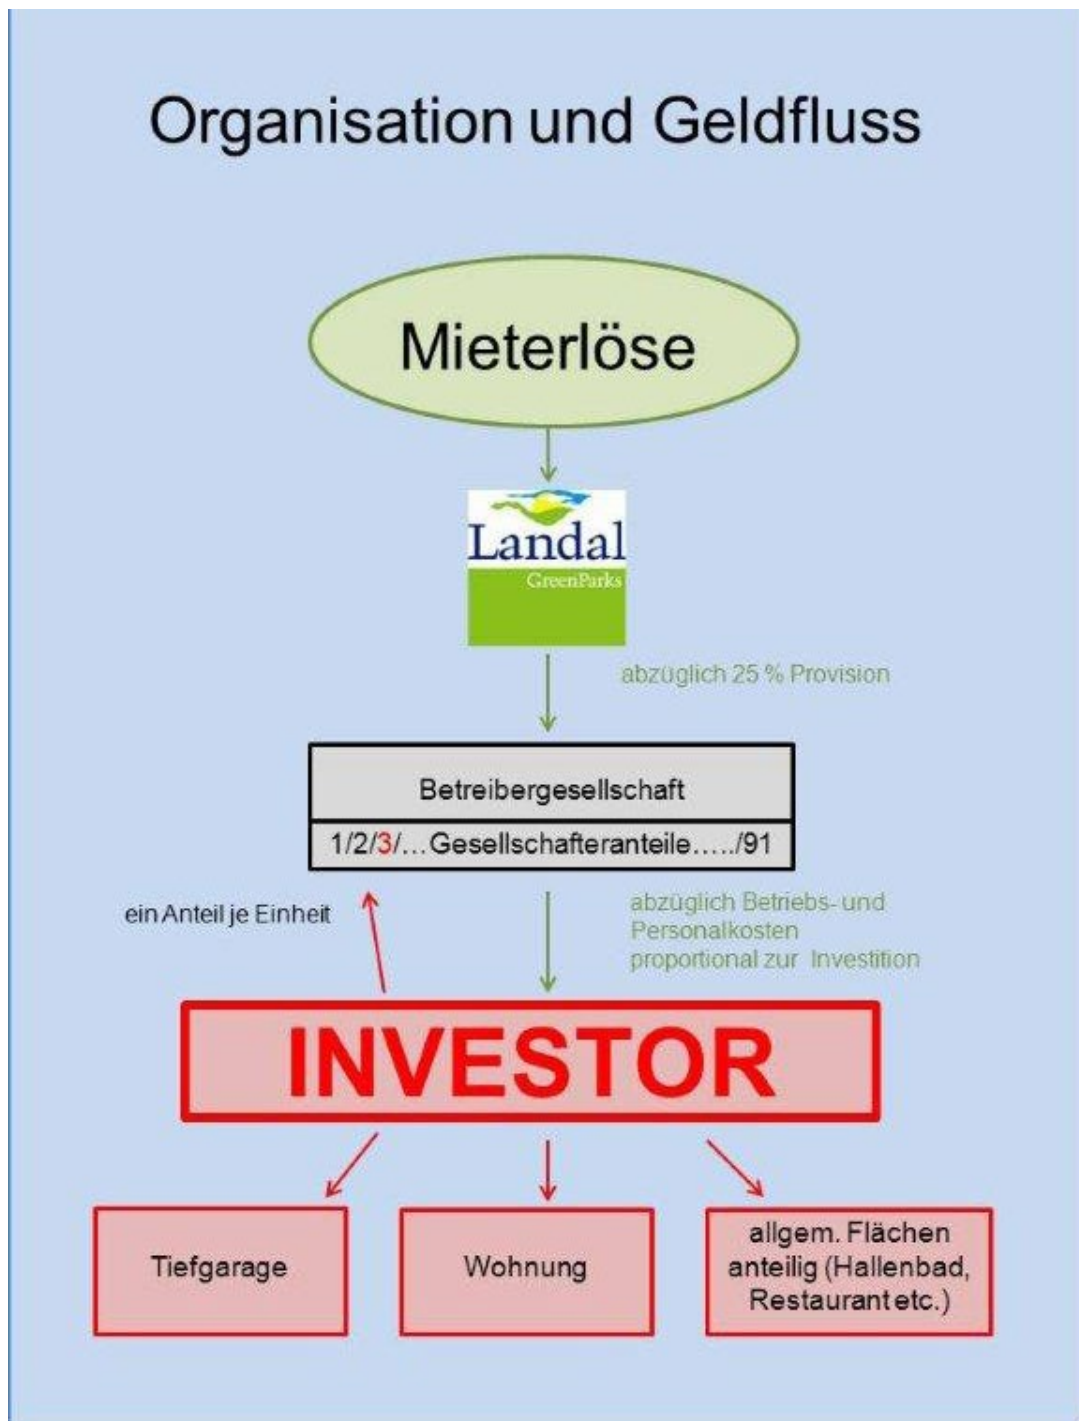 Organisation und Geldfluss
Mieterlöse
Landal
GreenParks
abzüglich 25 % Provision
Betreibergesellschaft
1/2/3/… Gesellschafteranteile…../91
ein Anteil je Einheit
abzüglich Betriebs- und
Personalkosten
proportional zur Investition
INVESTOR
Tiefgarage
Wohnung
allgem. Flächen
anteilig (Hallenbad,
Restaurant etc.)